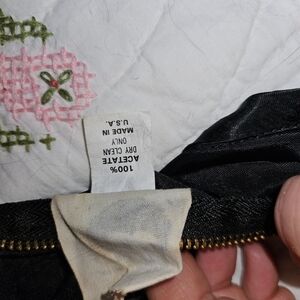 100%
ACETATE
DRY CLEAN
ONLY
MADE IN
U.S.A.